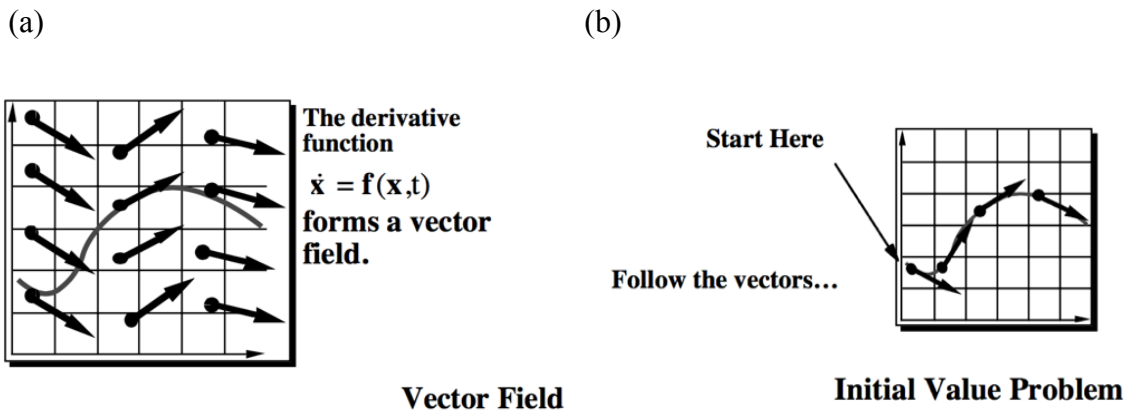 (a)
The derivative
function
ẋ = f(x,t)
forms a vector
field.
Vector Field
(b)
Start Here
Follow the vectors...
Initial Value Problem